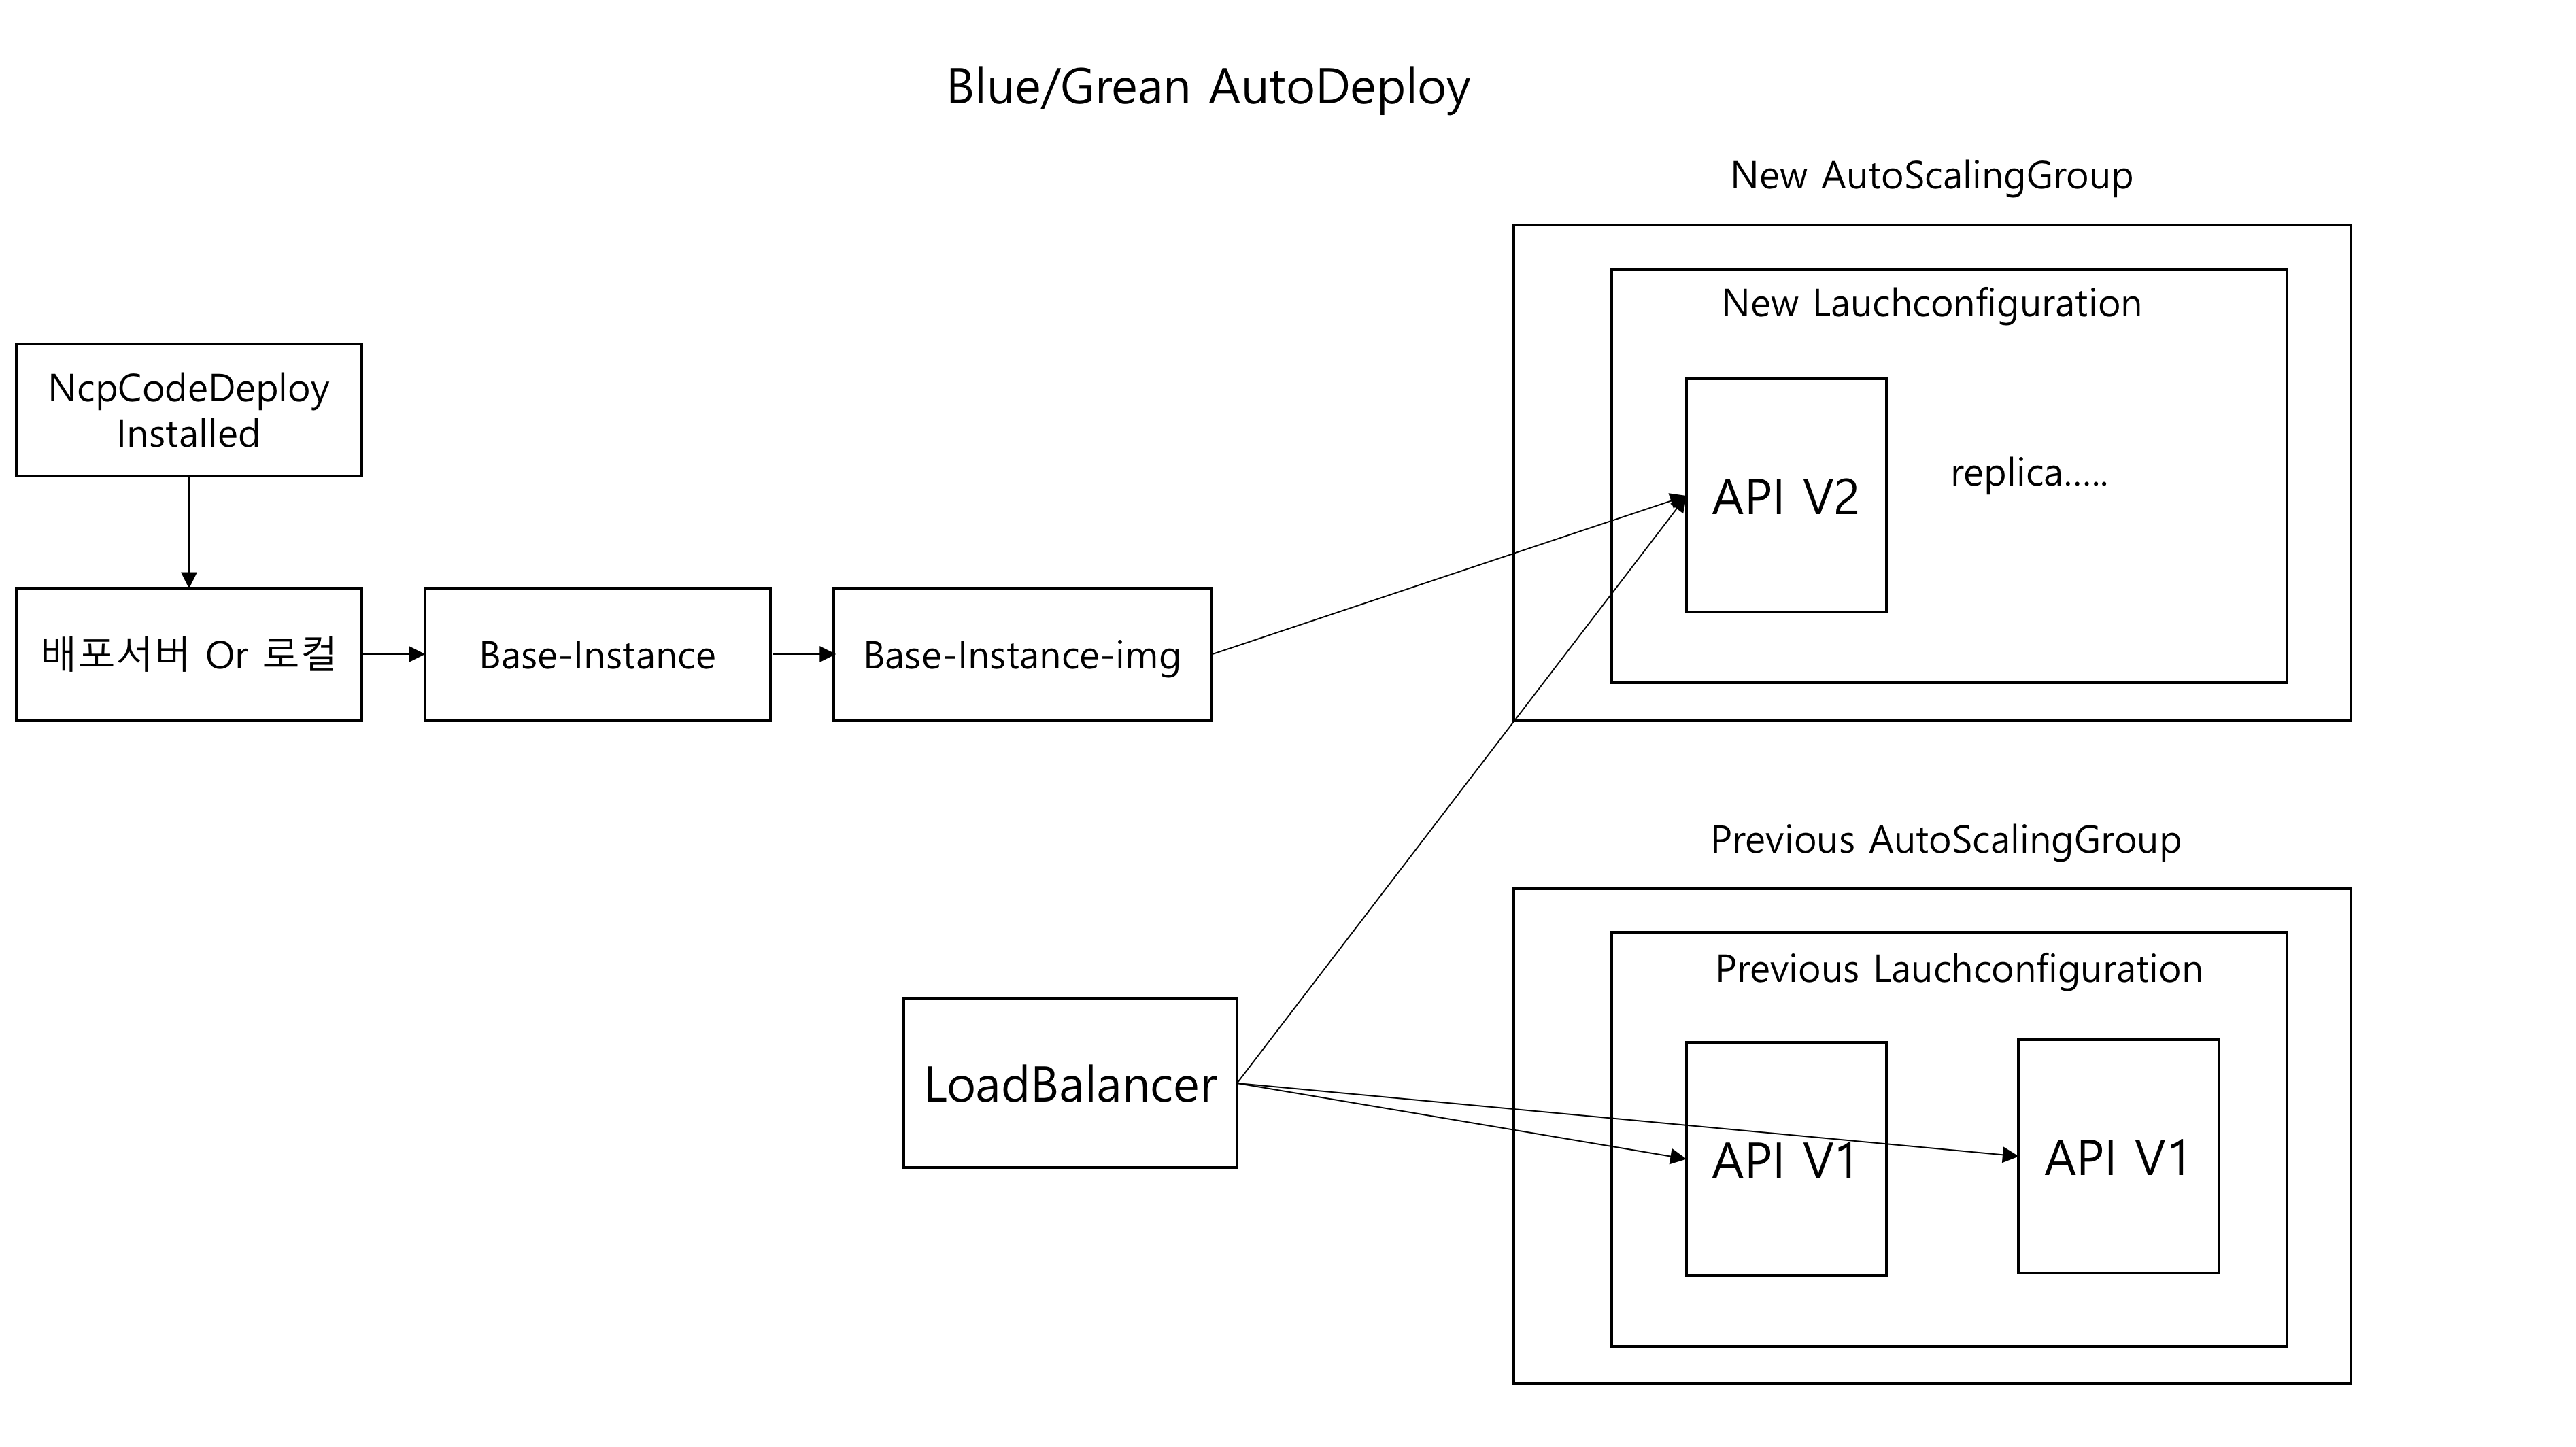 Blue/Grean AutoDeploy
New AutoScalingGroup
New Lauchconfiguration
NcpCodeDeploy
Installed
API V2
replica.....
배포서버 Or 로컬
Base-Instance
Base-Instance-img
Previous AutoScalingGroup
Previous Lauchconfiguration
LoadBalancer
API V1
API V1